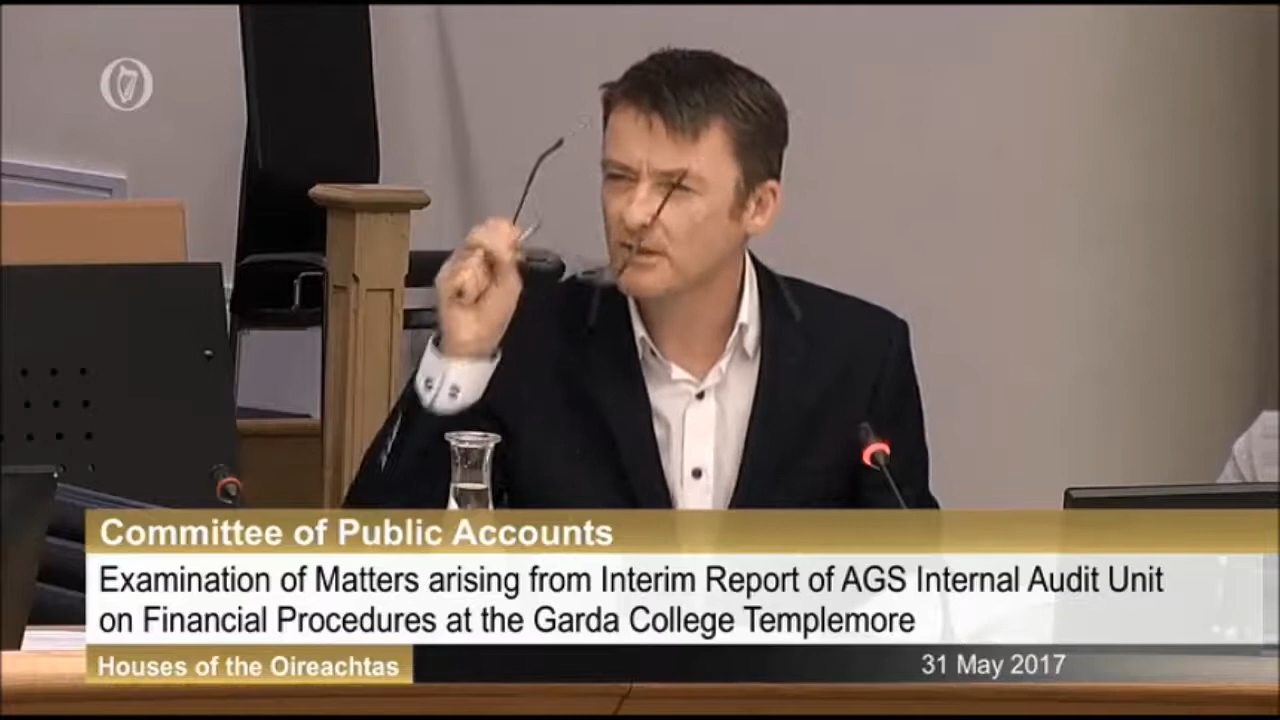 Committee of Public Accounts
Examination of Matters arising from Interim Report of AGS Internal Audit Unit
on Financial Procedures at the Garda College Templemore
Houses of the Oireachtas
31 May 2017